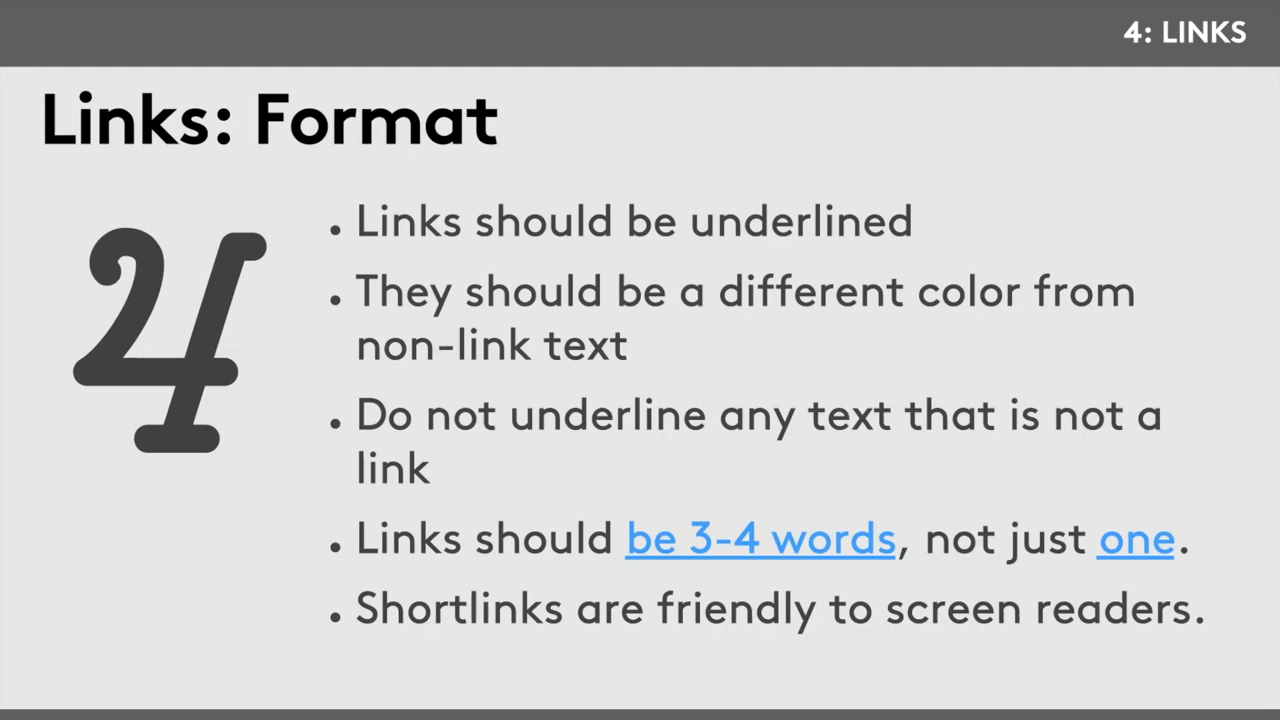 4: LINKS
Links: Format
4
• Links should be underlined
• They should be a different color from
non-link text
• Do not underline any text that is not a
link
• Links should be 3-4 words, not just one.
• Shortlinks are friendly to screen readers.